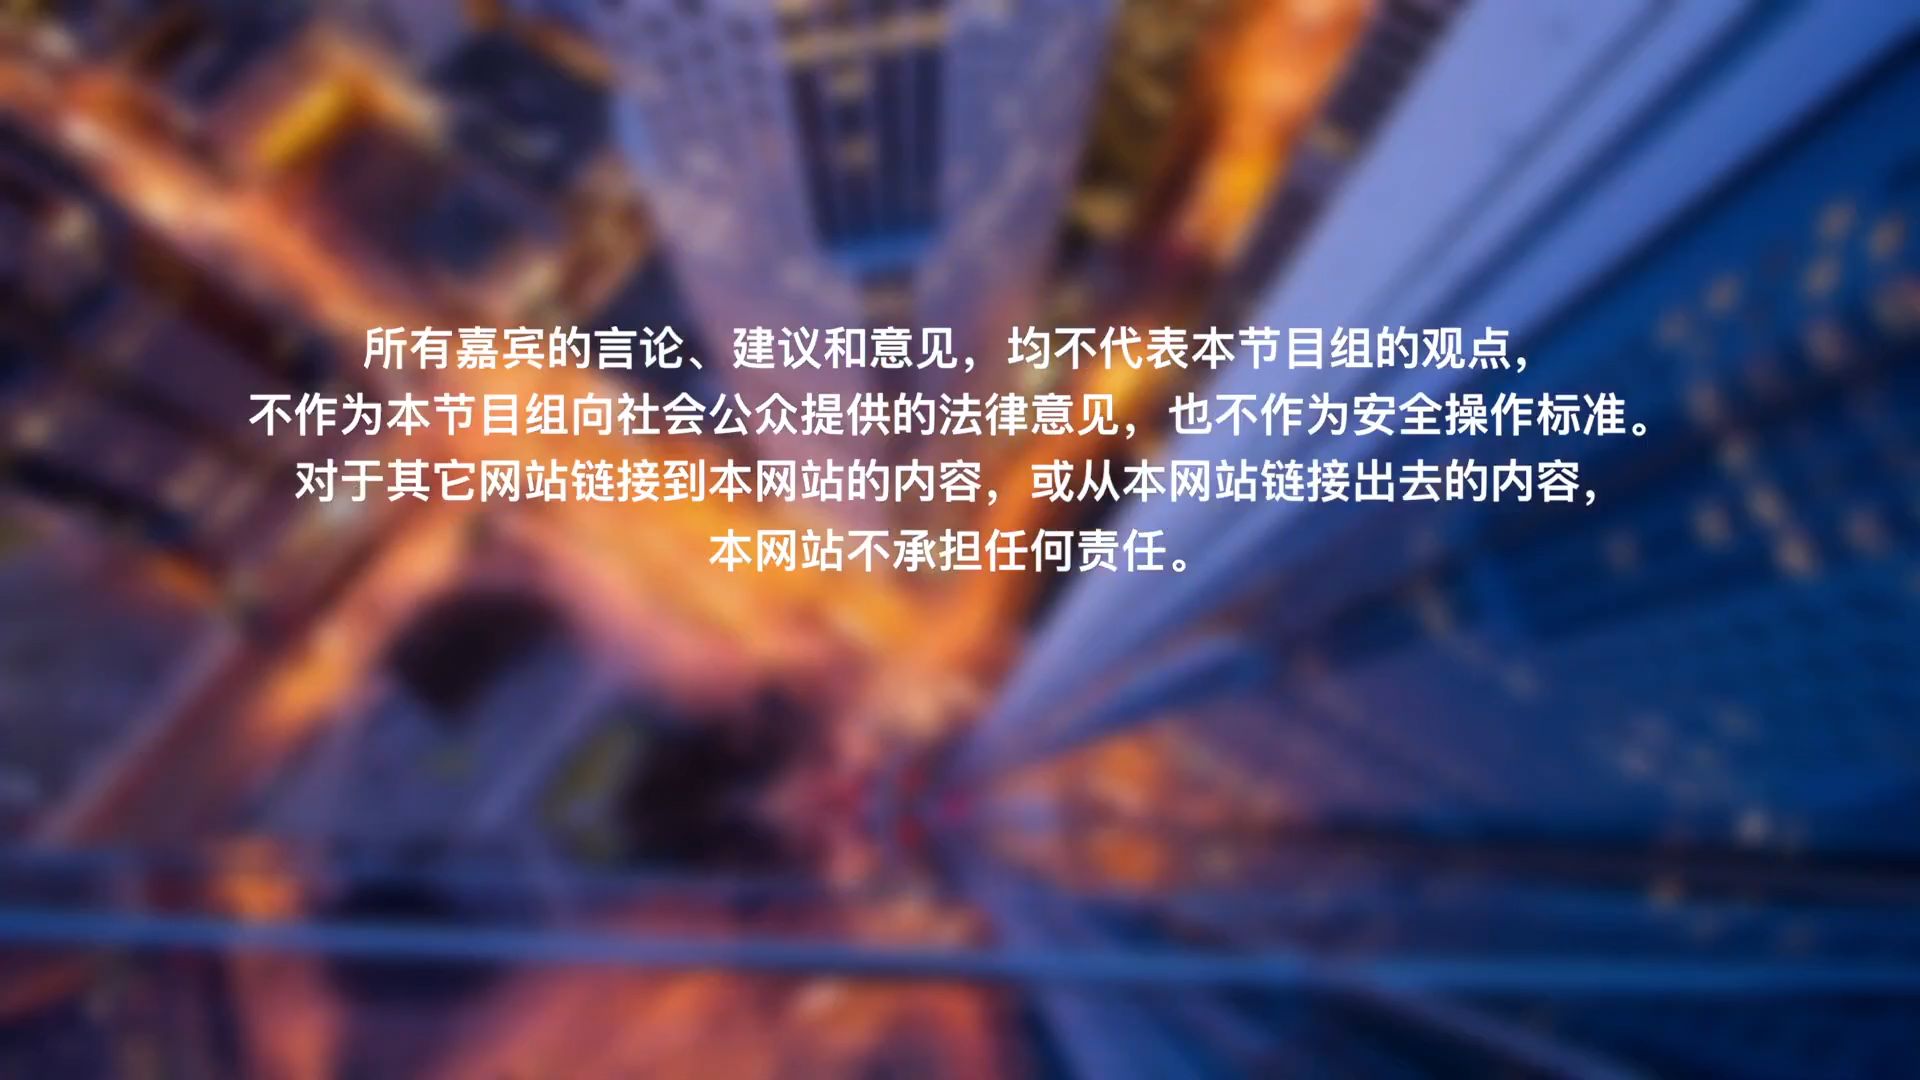 所有嘉宾的言论、建议和意见，均不代表本节目组的观点，
不作为本节目组向社会公众提供的法律意见，也不作为安全操作标准。
对于其它网站链接到本网站的内容，或从本网站链接出去的内容，
本网站不承担任何责任。